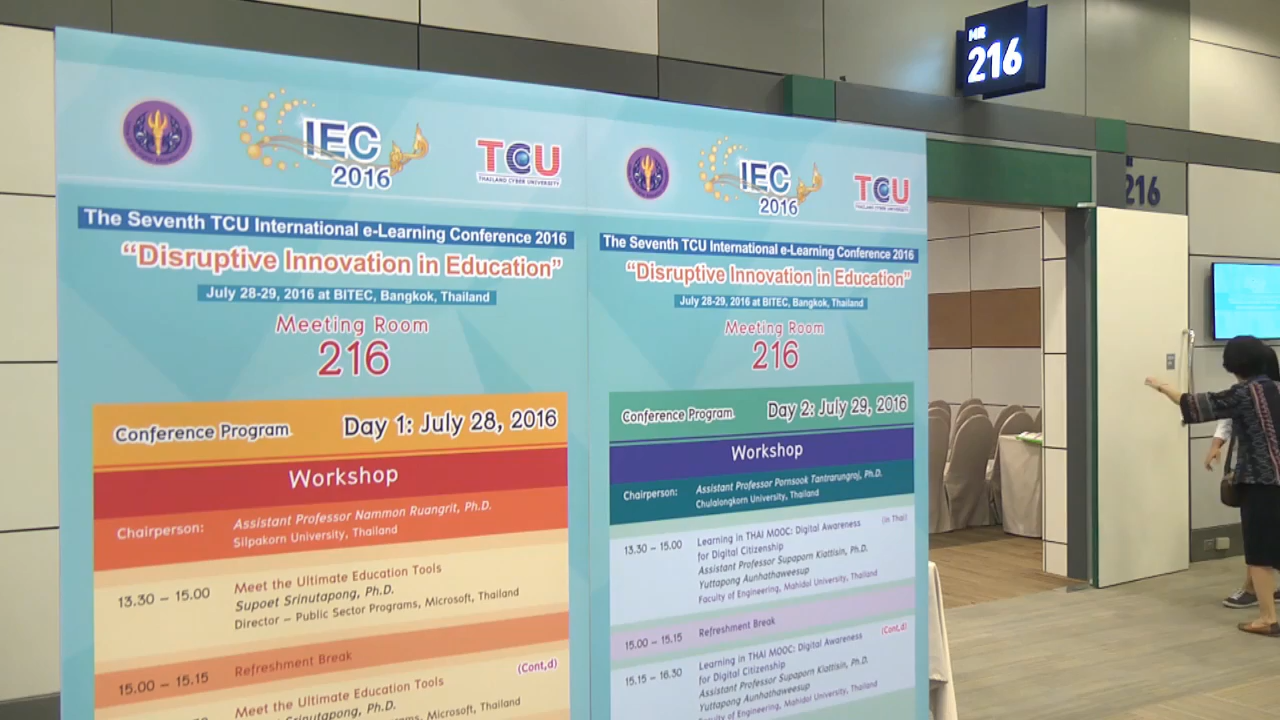 MR
216
216
IEC
2016
TCU
THAILAND CYBER UNIVERSITY
The Seventh TCU International e-Learning Conference 2016
“Disruptive Innovation in Education”
July 28-29, 2016 at BITEC, Bangkok, Thailand
Meeting Room
216
Conference Program
Day 1: July 28, 2016
Workshop
Chairperson:
Assistant Professor Nammon Ruangrit, Ph.D.
Silpakorn University, Thailand
13.30 – 15.00
Meet the Ultimate Education Tools
Supoet Srinutapong, Ph.D.
Director – Public Sector Programs, Microsoft, Thailand
15.00 – 15.15
Refreshment Break
(Cont,d)
Meet the Ultimate Education Tools
Srinutapong, Ph.D.
Microsoft, Thailand
IEC
2016
TCU
THAILAND CYBER UNIVERSITY
The Seventh TCU International e-Learning Conference 2016
“Disruptive Innovation in Education”
July 28-29, 2016 at BITEC, Bangkok, Thailand
Meeting Room
216
Conference Program
Day 2: July 29, 2016
Workshop
Chairperson:
Assistant Professor Pornsook Tantrarungroj, Ph.D.
Chulalongkorn University, Thailand
13.30 – 15.00
Learning in THAI MOOC: Digital Awareness
(in Thai)
for Digital Citizenship
Assistant Professor Supaporn Kiattisin, Ph.D.
Yuttapong Aunhathaweesup
Faculty of Engineering, Mahidol University, Thailand
15.00 – 15.15
Refreshment Break
15.15 – 16.30
Learning in THAI MOOC: Digital Awareness
(Cont,d)
for Digital Citizenship
Assistant Professor Supaporn Kiattisin, Ph.D.
Yuttapong Aunhathaweesup
Faculty of Engineering, Mahidol University, Thailand